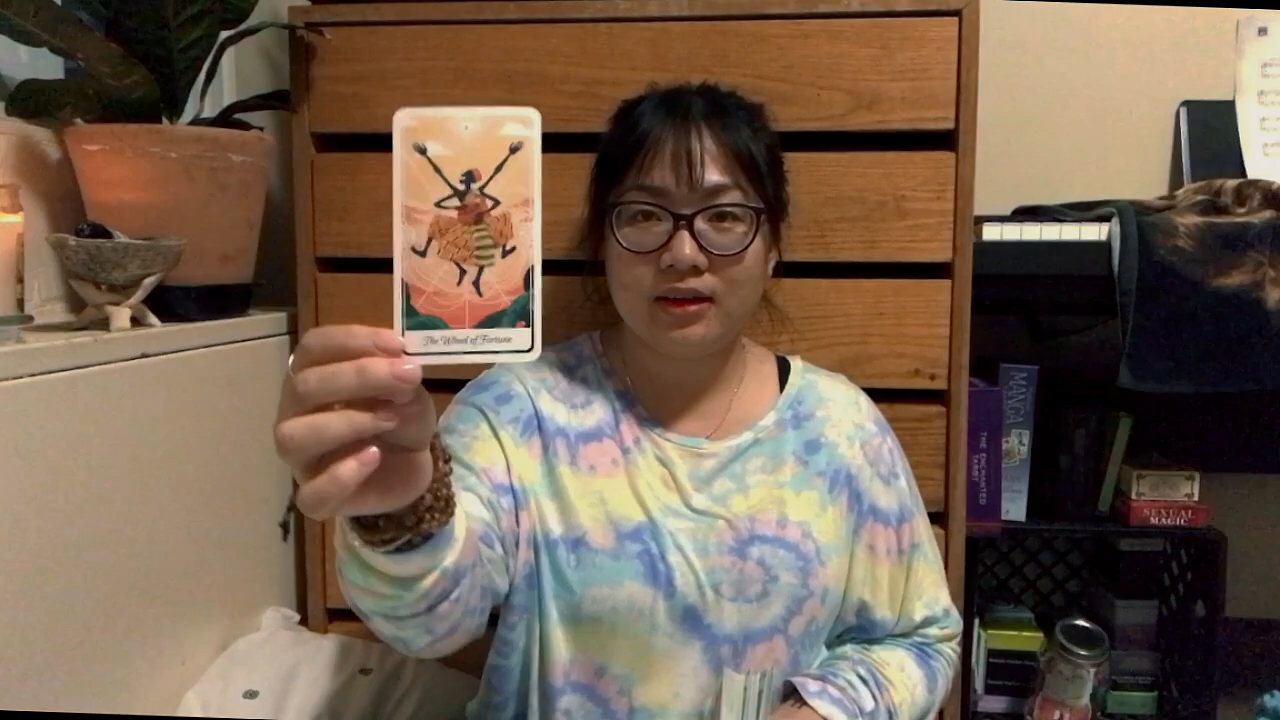 The Wheel of Fortune
THE ENCHANTED
TAROT
MANGA
SEXUAL
MAGIC